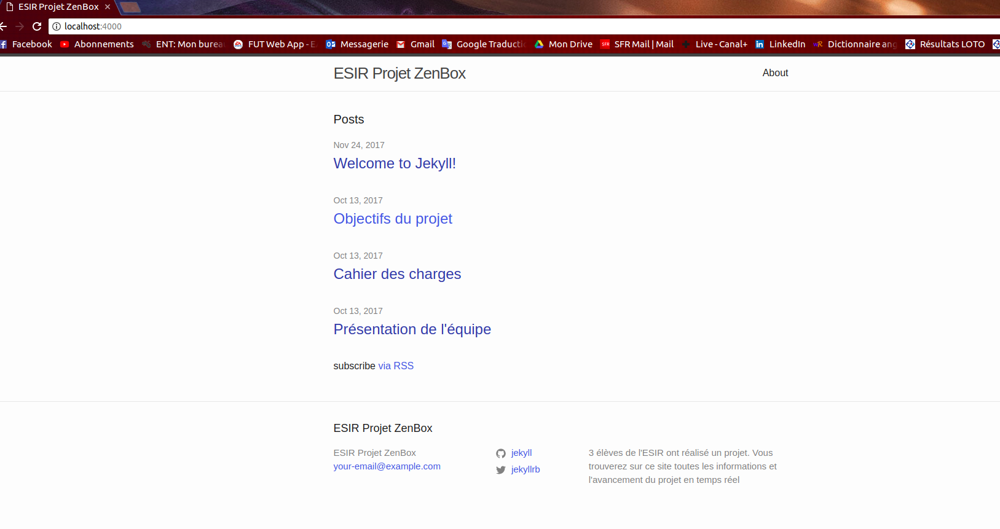 ESIR Projet ZenBox
localhost:4000
Facebook Abonnements ENT: Mon burea FUT Web App - E Messagerie Gmail Google Traducti Mon Drive SFR Mail | Mail Live - Canal+ LinkedIn Dictionnaire ang Résultats LOTO
ESIR Projet ZenBox About
Posts
Nov 24, 2017
Welcome to Jekyll!
Oct 13, 2017
Objectifs du projet
Oct 13, 2017
Cahier des charges
Oct 13, 2017
Présentation de l'équipe
subscribe via RSS
ESIR Projet ZenBox
ESIR Projet ZenBox
your-email@example.com
jekyll
jekyllrb
3 élèves de l'ESIR ont réalisé un projet. Vous
trouverez sur ce site toutes les informations et
l'avancement du projet en temps réel